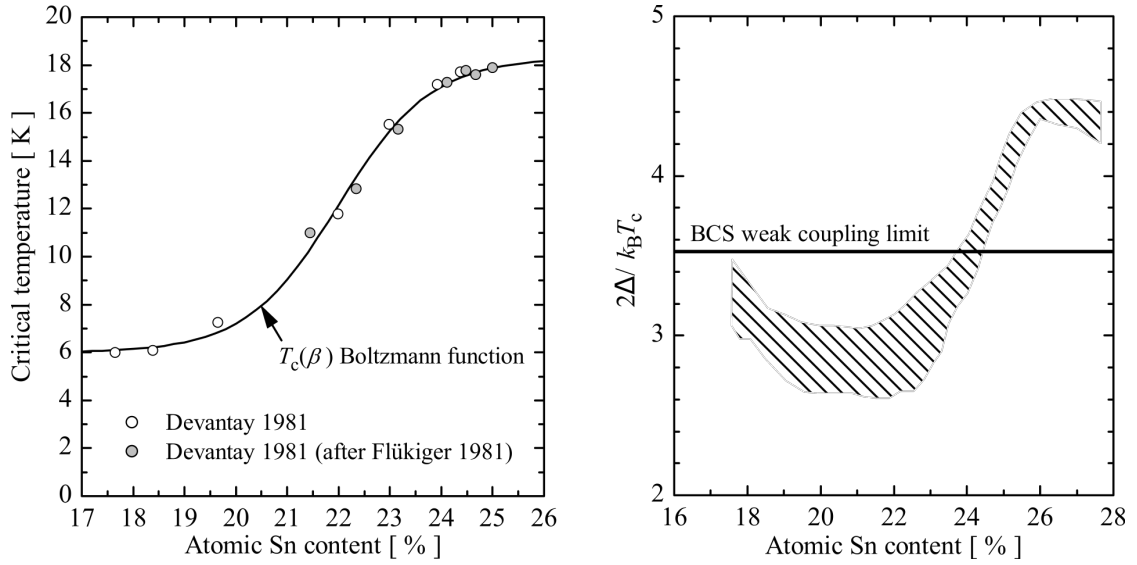 20
18
16
14
12
10
8
6
4
2
0
Critical temperature [ K ]
T_c(β) Boltzmann function
Devantay 1981
Devantay 1981 (after Flükiger 1981)
17 18 19 20 21 22 23 24 25 26
Atomic Sn content [ % ]
5
4
3
2
2Δ/ k_BT_c
BCS weak coupling limit
16 18 20 22 24 26 28
Atomic Sn content [ % ]